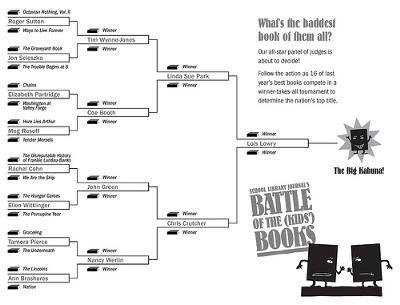 Octavian Nothing, Vol. II
Roger Sutton
Ways to Live Forever
Winner
Tim Wynne-Jones
Winner
The Graveyard Book
Jon Scieszka
The Trouble Begins at 8
Winner
Linda Sue Park
Winner
Chains
Elizabeth Partridge
Washington at
Valley Forge
Winner
Coe Booth
Winner
Here Lies Arthur
Meg Rosoff
Tender Morsels
Winner
Lois Lowry
Winner
The Disreputable History
of Frankie Landau-Banks
Rachel Cohn
We Are the Ship
Winner
John Green
Winner
The Hunger Games
Ellen Wittlinger
The Porcupine Year
Winner
Chris Crutcher
Winner
Graceling
Tamora Pierce
The Underneath
Winner
Nancy Werlin
Winner
The Lincolns
Ann Brashares
Nation
What's the baddest
book of them all?
Our all-star panel of judges is
about to decide!
Follow the action as 16 of last
year's best books compete in a
winner-takes-all tournament to
determine the nation's top title.
The Big Kahuna!
SCHOOL LIBRARY JOURNAL'S
BATTLE
OF THE (KIDS')
BOOKS